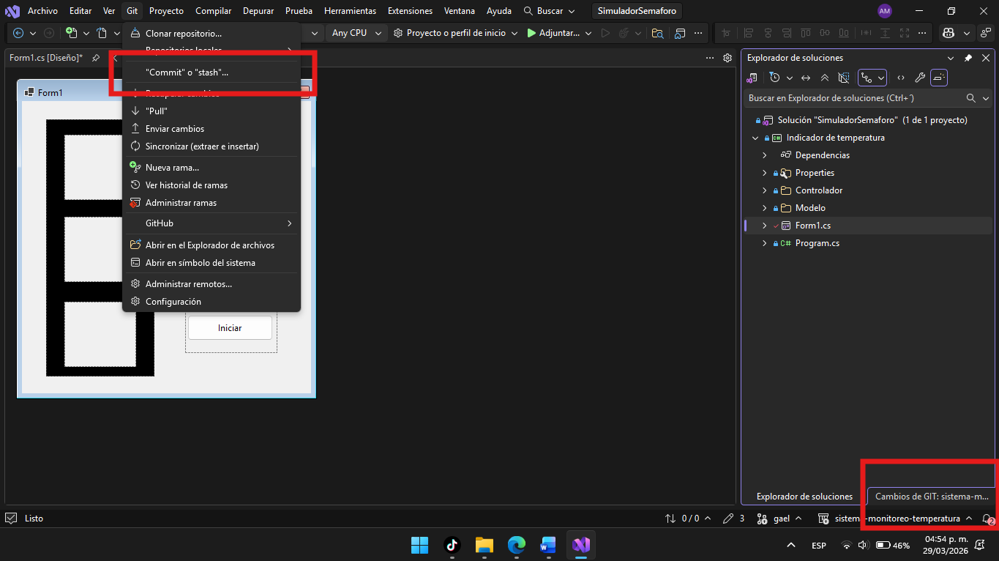 Archivo Editar Ver Git Proyecto Compilar Depurar Prueba Herramientas Extensiones Ventana Ayuda Buscar SimuladorSemaforo AM
Any CPU Proyecto o perfil de inicio Adjuntar...
Form1.cs [Diseño]*
Clonar repositorio...
Repositorios locales
"Commit" o "stash"...
Recuperar cambios
"Pull"
Enviar cambios
Sincronizar (extraer e insertar)
Nueva rama...
Ver historial de ramas
Administrar ramas
GitHub
Abrir en el Explorador de archivos
Abrir en símbolo del sistema
Administrar remotos...
Configuración
Form1
Iniciar
Explorador de soluciones
Buscar en Explorador de soluciones (Ctrl+´)
Solución "SimuladorSemaforo" (1 de 1 proyecto)
Indicador de temperatura
Dependencias
Properties
Controlador
Modelo
Form1.cs
C# Program.cs
Explorador de soluciones Cambios de GIT: sistema-m...
Listo 0 / 0 3 gael sistem -monitoreo-temperatura 2
ESP 46% 04:54 p. m.
29/03/2026